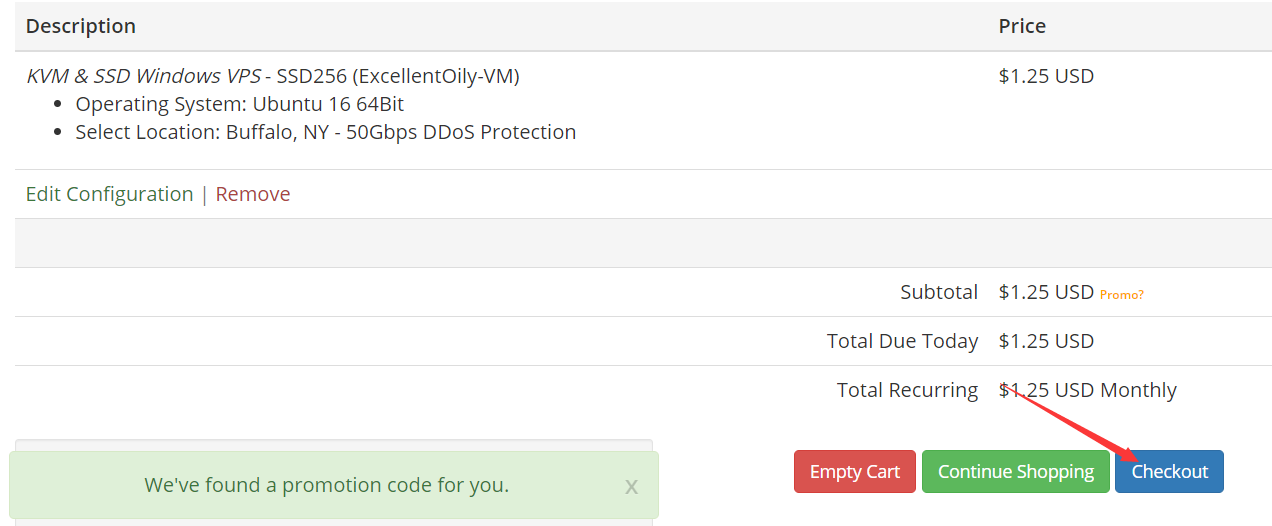 Description Price
KVM & SSD Windows VPS - SSD256 (ExcellentOily-VM) $1.25 USD
• Operating System: Ubuntu 16 64Bit
• Select Location: Buffalo, NY - 50Gbps DDoS Protection
Edit Configuration | Remove
Subtotal $1.25 USD Promo?
Total Due Today $1.25 USD
Total Recurring $1.25 USD Monthly
Empty Cart Continue Shopping Checkout
We've found a promotion code for you. x